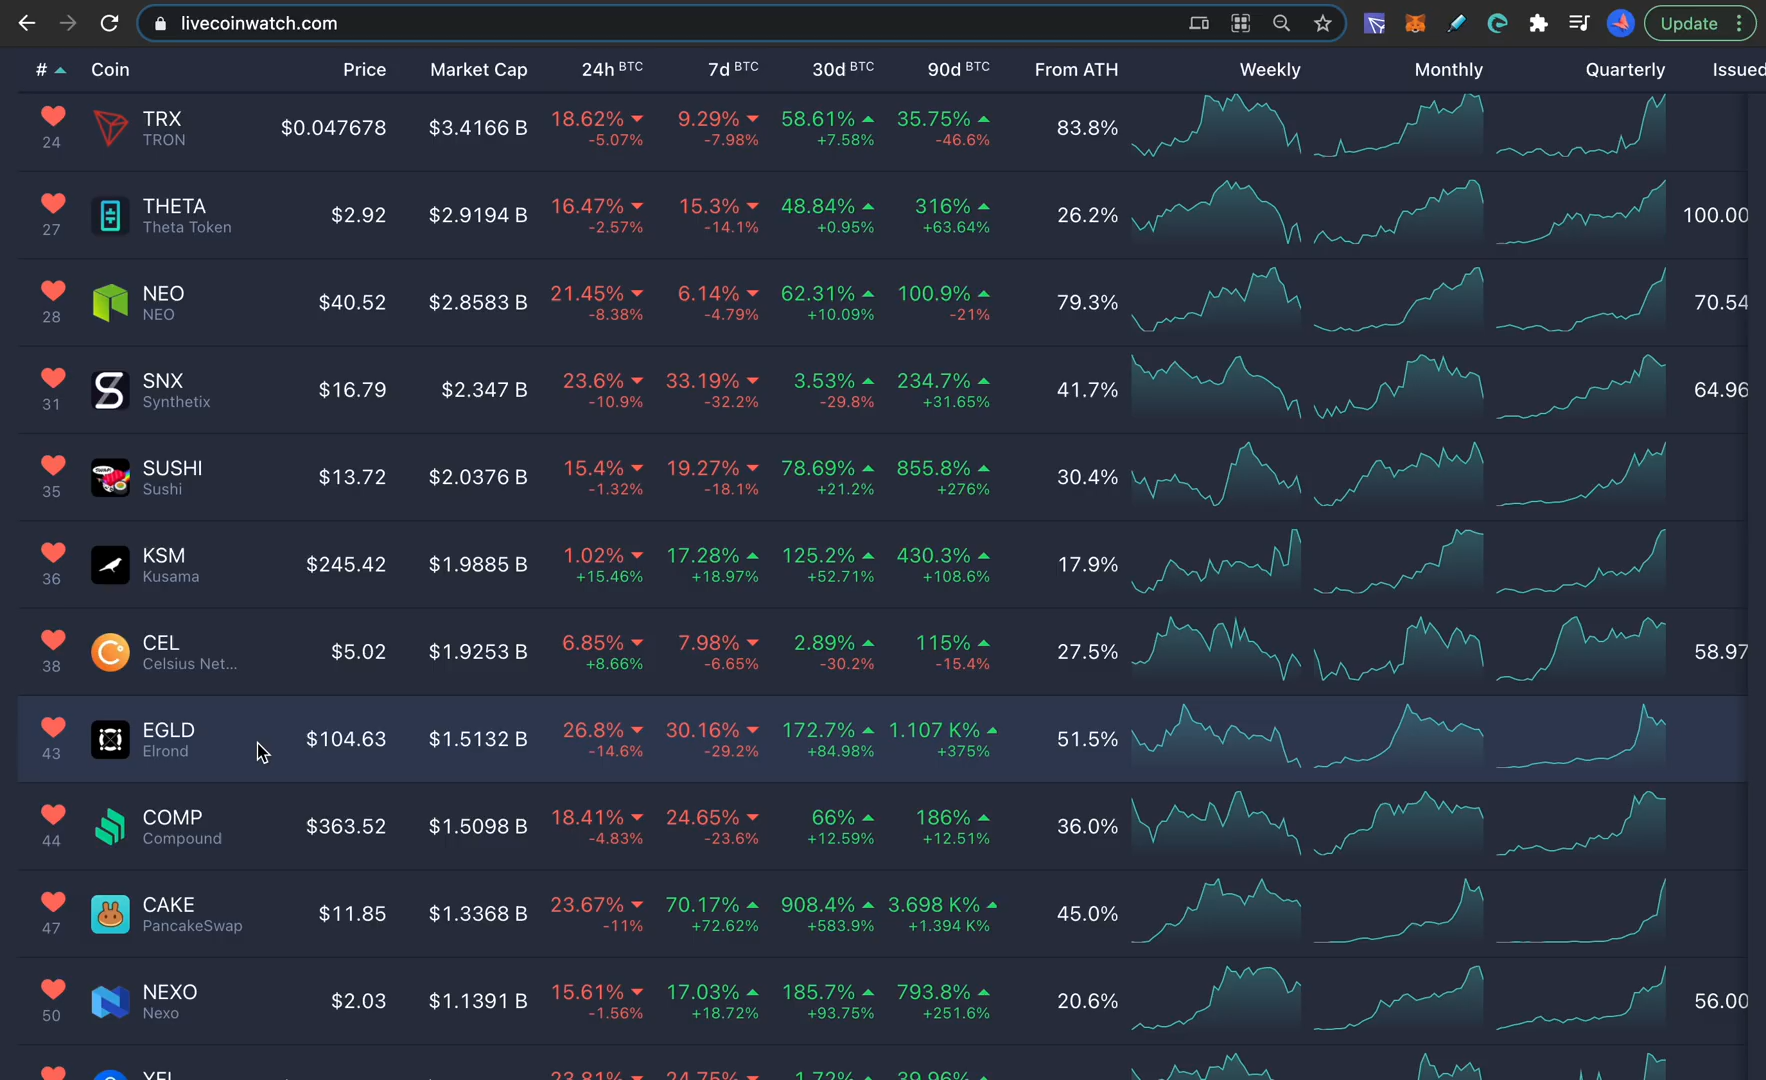 livecoinwatch.com
Update
# Coin Price Market Cap 24h BTC 7d BTC 30d BTC 90d BTC From ATH Weekly Monthly Quarterly Issued
TRX $0.047678 $3.4166 B 18.62% 9.29% 58.61% 35.75% 83.8%
24 TRON -5.07% -7.98% +7.58% -46.6%
THETA $2.92 $2.9194 B 16.47% 15.3% 48.84% 316% 26.2% 100.00
27 Theta Token -2.57% -14.1% +0.95% +63.64%
NEO $40.52 $2.8583 B 21.45% 6.14% 62.31% 100.9% 79.3% 70.54
28 NEO -8.38% -4.79% +10.09% -21%
SNX $16.79 $2.347 B 23.6% 33.19% 3.53% 234.7% 41.7% 64.96
31 Synthetix -10.9% -32.2% -29.8% +31.65%
SUSHI $13.72 $2.0376 B 15.4% 19.27% 78.69% 855.8% 30.4%
35 Sushi -1.32% -18.1% +21.2% +276%
KSM $245.42 $1.9885 B 1.02% 17.28% 125.2% 430.3% 17.9%
36 Kusama +15.46% +18.97% +52.71% +108.6%
CEL $5.02 $1.9253 B 6.85% 7.98% 2.89% 115% 27.5% 58.97
38 Celsius Net... +8.66% -6.65% -30.2% -15.4%
EGLD $104.63 $1.5132 B 26.8% 30.16% 172.7% 1.107 K% 51.5%
43 Elrond -14.6% -29.2% +84.98% +375%
COMP $363.52 $1.5098 B 18.41% 24.65% 66% 186% 36.0%
44 Compound -4.83% -23.6% +12.59% +12.51%
CAKE $11.85 $1.3368 B 23.67% 70.17% 908.4% 3.698 K% 45.0%
47 PancakeSwap -11% +72.62% +583.9% +1.394 K%
NEXO $2.03 $1.1391 B 15.61% 17.03% 185.7% 793.8% 20.6% 56.00
50 Nexo -1.56% +18.72% +93.75% +251.6%
23.81% 24.75% 1.72% 39.96%